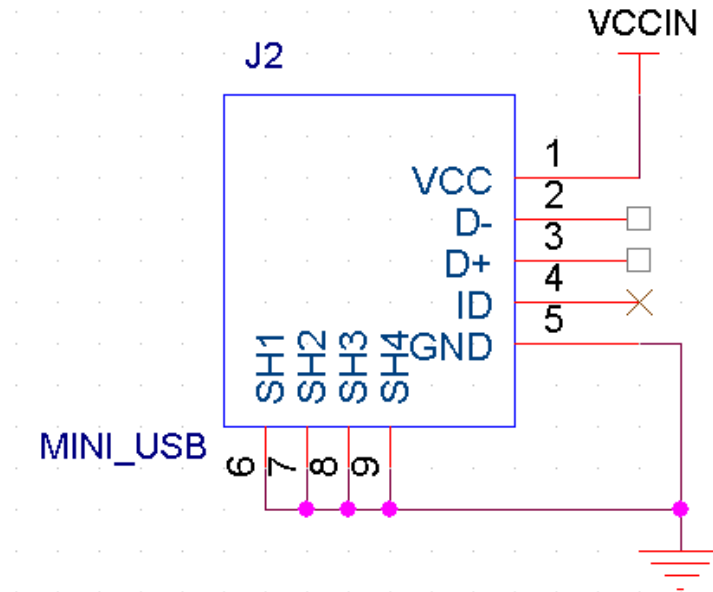 VCCIN
J2
VCC 1
D- 2
D+ 3
ID 4
GND 5
SH1 SH2 SH3 SH4
MINI_USB
6 7 8 9